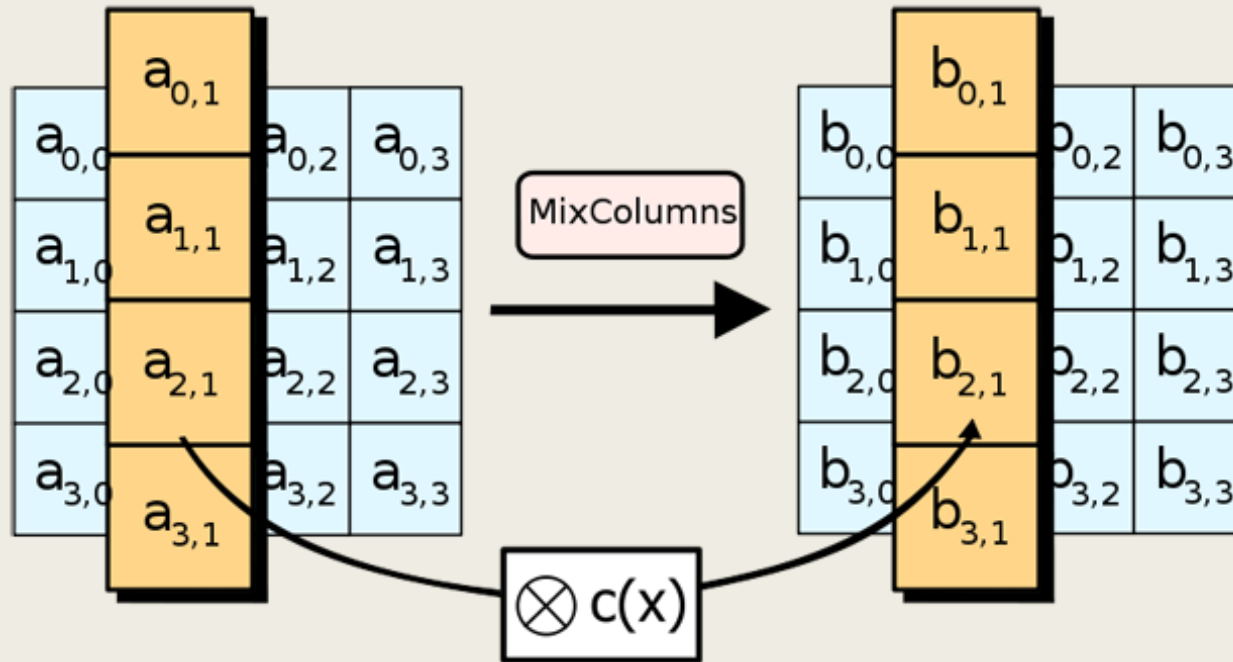 a0,1
a0,0 a0,2 a0,3
a1,1
a1,0 a1,2 a1,3
a2,1
a2,0 a2,2 a2,3
a3,1
a3,0 a3,2 a3,3
MixColumns
b0,1
b0,0 b0,2 b0,3
b1,1
b1,0 b1,2 b1,3
b2,1
b2,0 b2,2 b2,3
b3,1
b3,0 b3,2 b3,3
⊗ c(x)